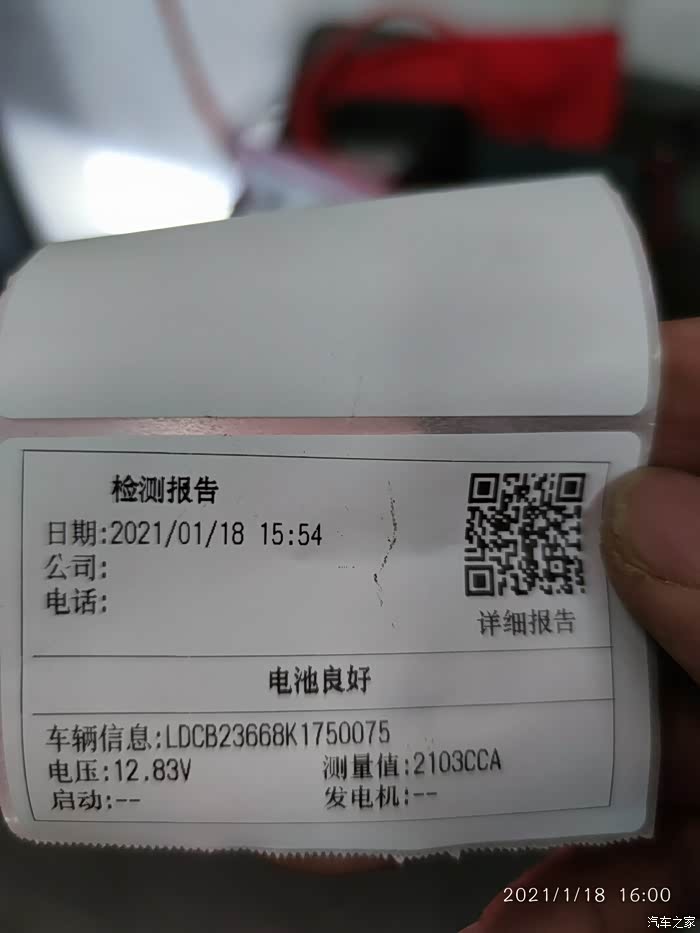 检测报告
日期:2021/01/18 15:54
公司:
电话:
详细报告
电池良好
车辆信息:LDCB23668K1750075
电压:12.83V 测量值:2103CCA
启动:-- 发电机:--
2021/1/18 16:00
汽车之家